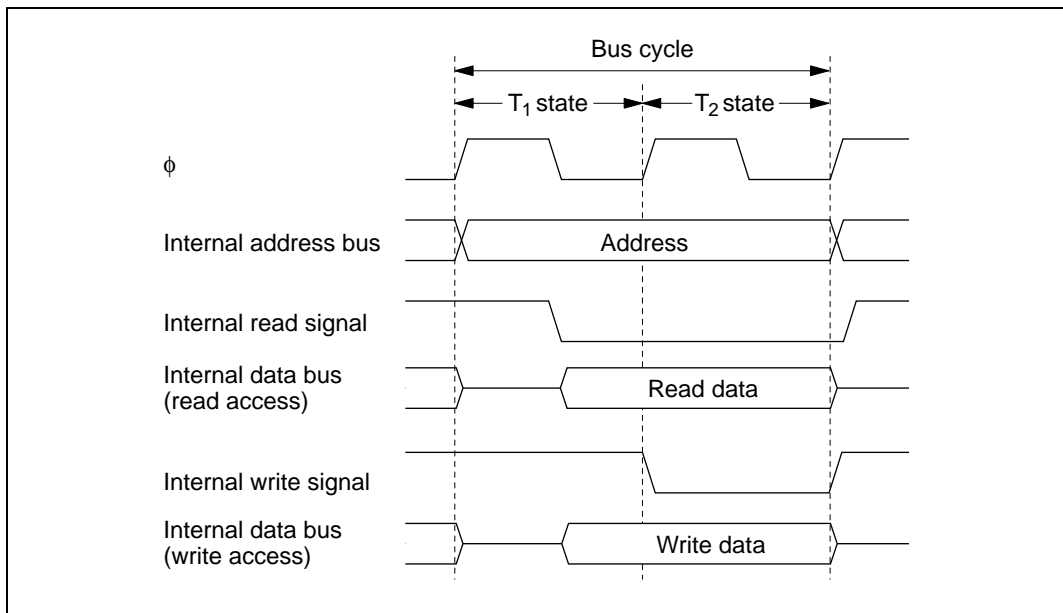 Bus cycle
T₁ state
T₂ state
ϕ
Internal address bus
Address
Internal read signal
Internal data bus
(read access)
Read data
Internal write signal
Internal data bus
(write access)
Write data